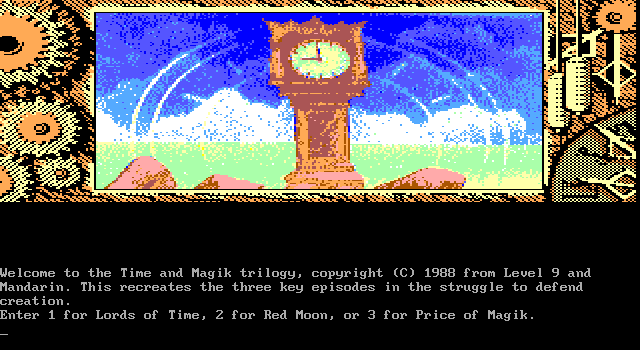 Welcome to the Time and Magik trilogy, copyright (C) 1988 from Level 9 and
Mandarin. This recreates the three key episodes in the struggle to defend
creation.
Enter 1 for Lords of Time, 2 for Red Moon, or 3 for Price of Magik.
_